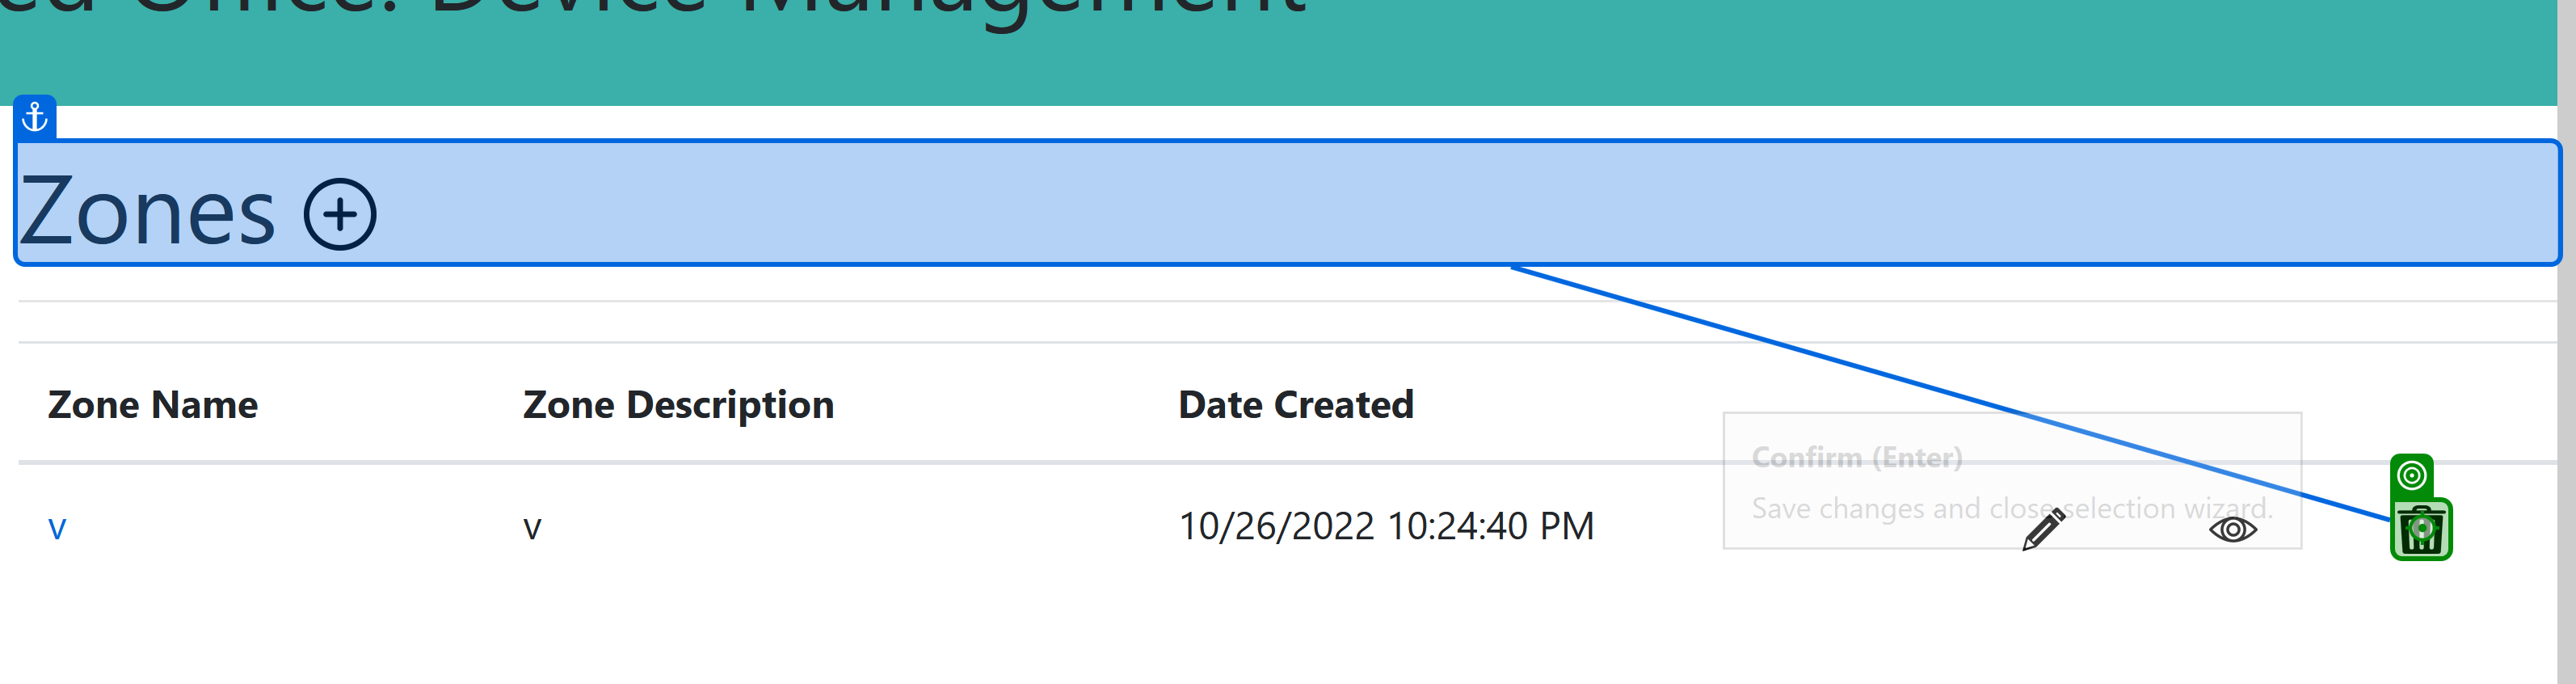 ed Office: Device Management
Zones
Zone Name Zone Description Date Created
Confirm (Enter)
Save changes and close selection wizard.
v v 10/26/2022 10:24:40 PM